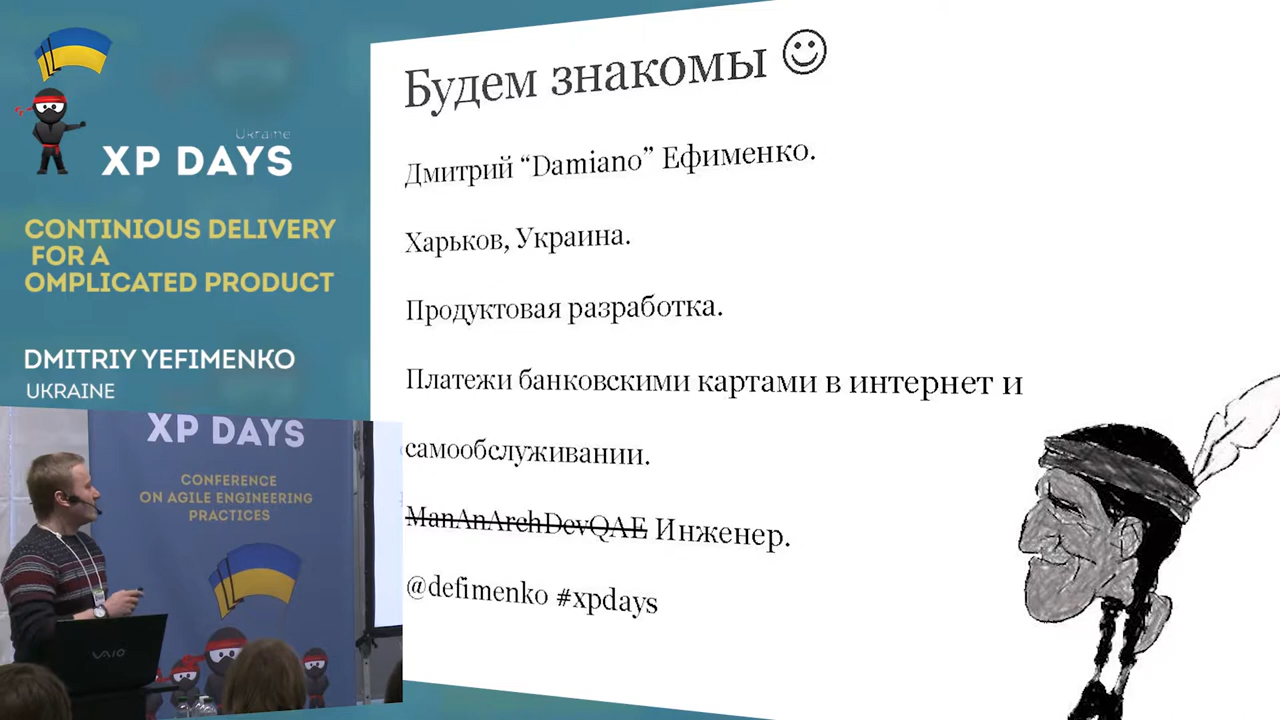 Ukraine
XP DAYS
CONTINIOUS DELIVERY
FOR A
OMPLICATED PRODUCT
DMITRIY YEFIMENKO
UKRAINE
XP DAYS
CONFERENCE
ON AGILE ENGINEERING
PRACTICES
VAIO
Будем знакомы ☺
Дмитрий “Damiano” Ефименко.
Харьков, Украина.
Продуктовая разработка.
Платежи банковскими картами в интернет и
самообслуживании.
ManAnArchDevQAE Инженер.
@defimenko #xpdays